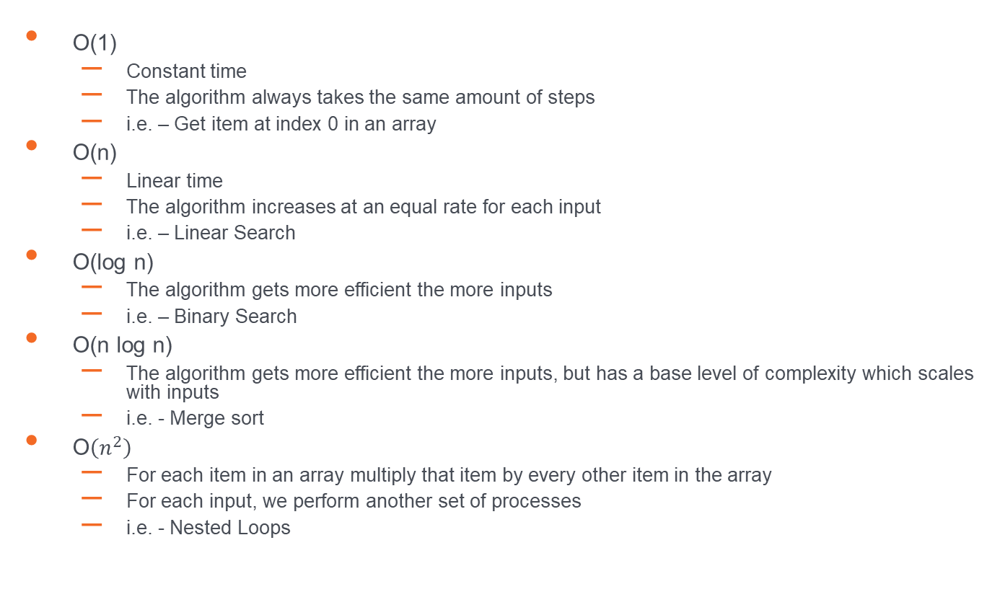 • O(1)
— Constant time
— The algorithm always takes the same amount of steps
— i.e. – Get item at index 0 in an array
• O(n)
— Linear time
— The algorithm increases at an equal rate for each input
— i.e. – Linear Search
• O(log n)
— The algorithm gets more efficient the more inputs
— i.e. – Binary Search
• O(n log n)
— The algorithm gets more efficient the more inputs, but has a base level of complexity which scales
with inputs
— i.e. - Merge sort
• O(n²)
— For each item in an array multiply that item by every other item in the array
— For each input, we perform another set of processes
— i.e. - Nested Loops